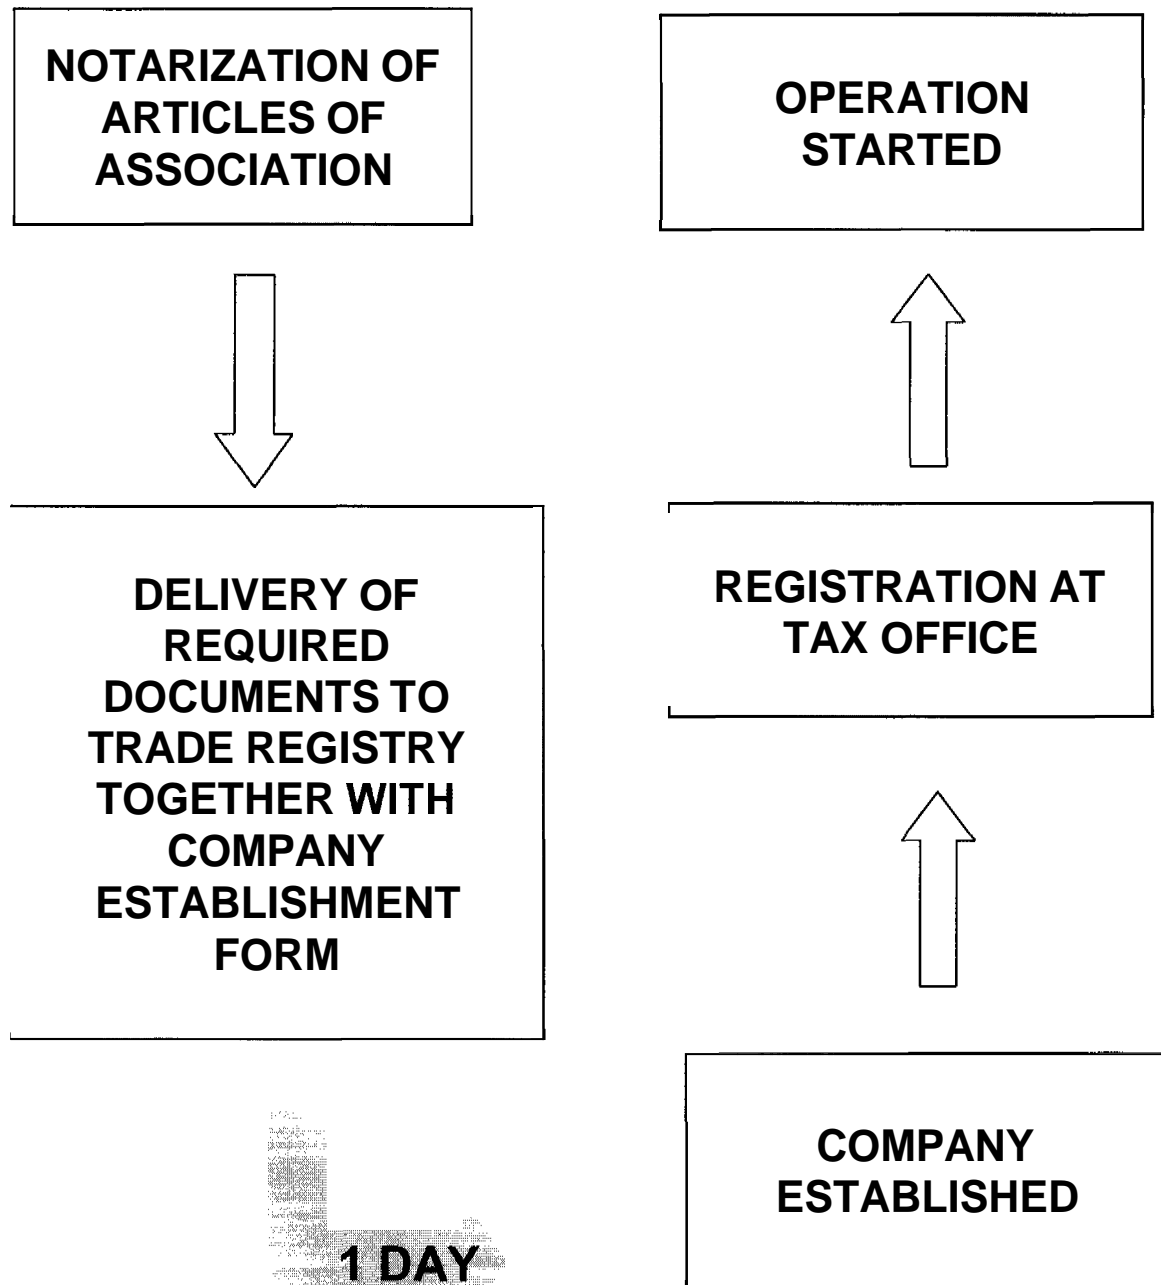 NOTARIZATION OF
ARTICLES OF
ASSOCIATION
DELIVERY OF
REQUIRED
DOCUMENTS TO
TRADE REGISTRY
TOGETHER WITH
COMPANY
ESTABLISHMENT
FORM
1 DAY
COMPANY
ESTABLISHED
REGISTRATION AT
TAX OFFICE
OPERATION
STARTED